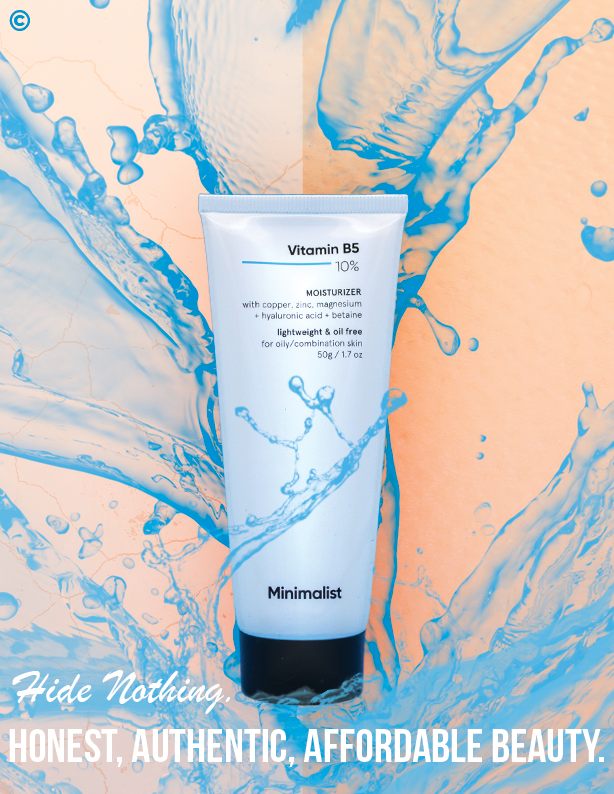 ©
Vitamin B5
10%
MOISTURIZER
with copper, zinc, magnesium
+ hyaluronic acid + betaine
lightweight & oil free
for oily/combination skin
50g / 1.7 oz
Minimalist
Hide Nothing.
HONEST, AUTHENTIC, AFFORDABLE BEAUTY.